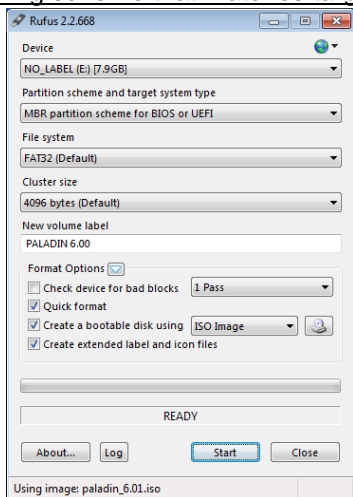 Rufus 2.2.668
Device
NO_LABEL (E:) [7.9GB]
Partition scheme and target system type
MBR partition scheme for BIOS or UEFI
File system
FAT32 (Default)
Cluster size
4096 bytes (Default)
New volume label
PALADIN 6.00
Format Options
Check device for bad blocks 1 Pass
Quick format
Create a bootable disk using ISO Image
Create extended label and icon files
READY
About... Log Start Close
Using image: paladin_6.01.iso